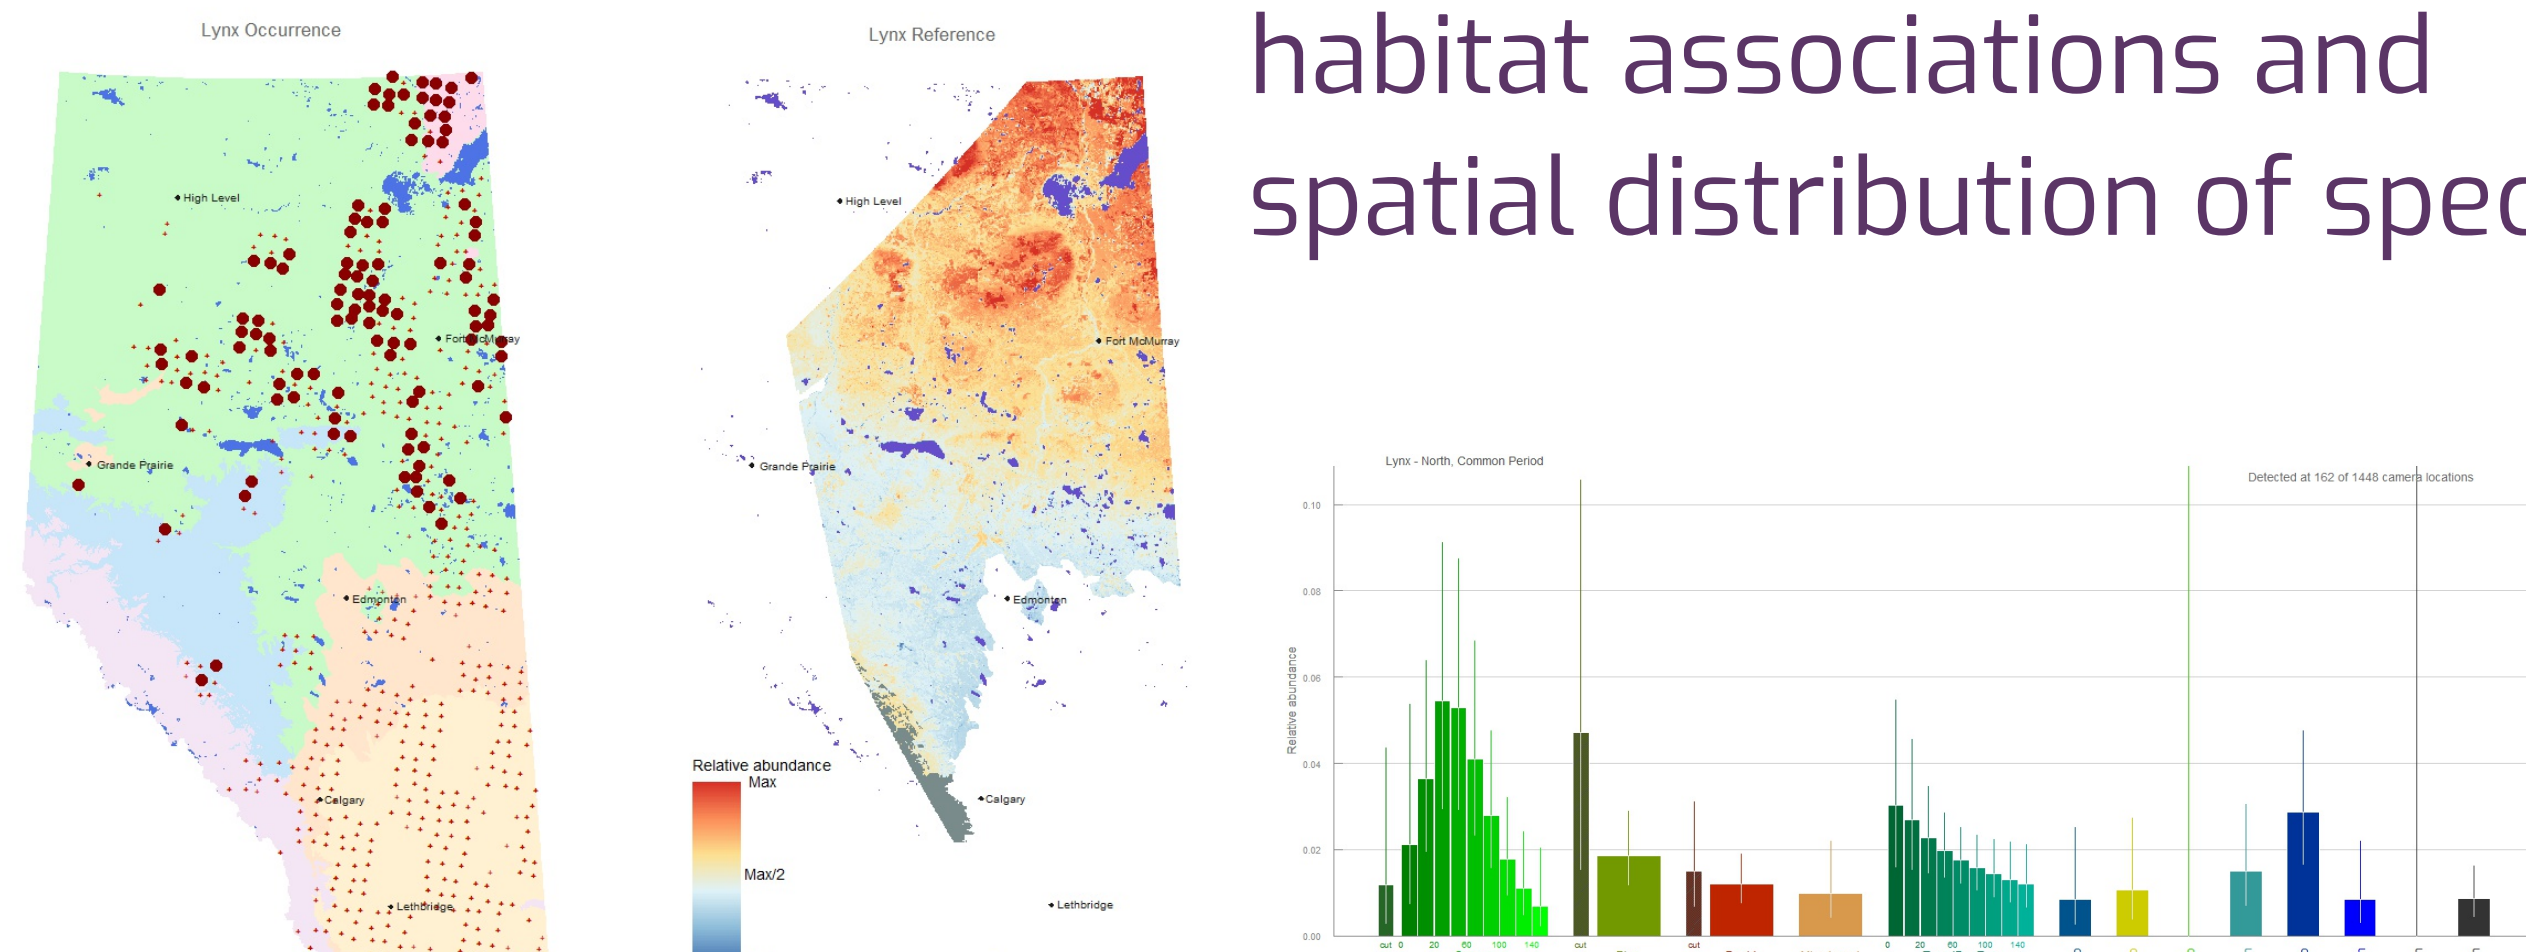 Lynx Occurrence
High Level
Fort McMurray
Grande Prairie
Edmonton
Calgary
Lethbridge
Lynx Reference
High Level
Fort McMurray
Grande Prairie
Edmonton
Calgary
Lethbridge
Relative abundance
Max
Max/2
habitat associations and
spatial distribution of spec
Lynx - North, Common Period
Detected at 162 of 1448 camera locations
Relative abundance
0.10
0.08
0.06
0.04
0.02
0.00
cut 0 20 60 100 140 cut cut 0 20 60 100 140